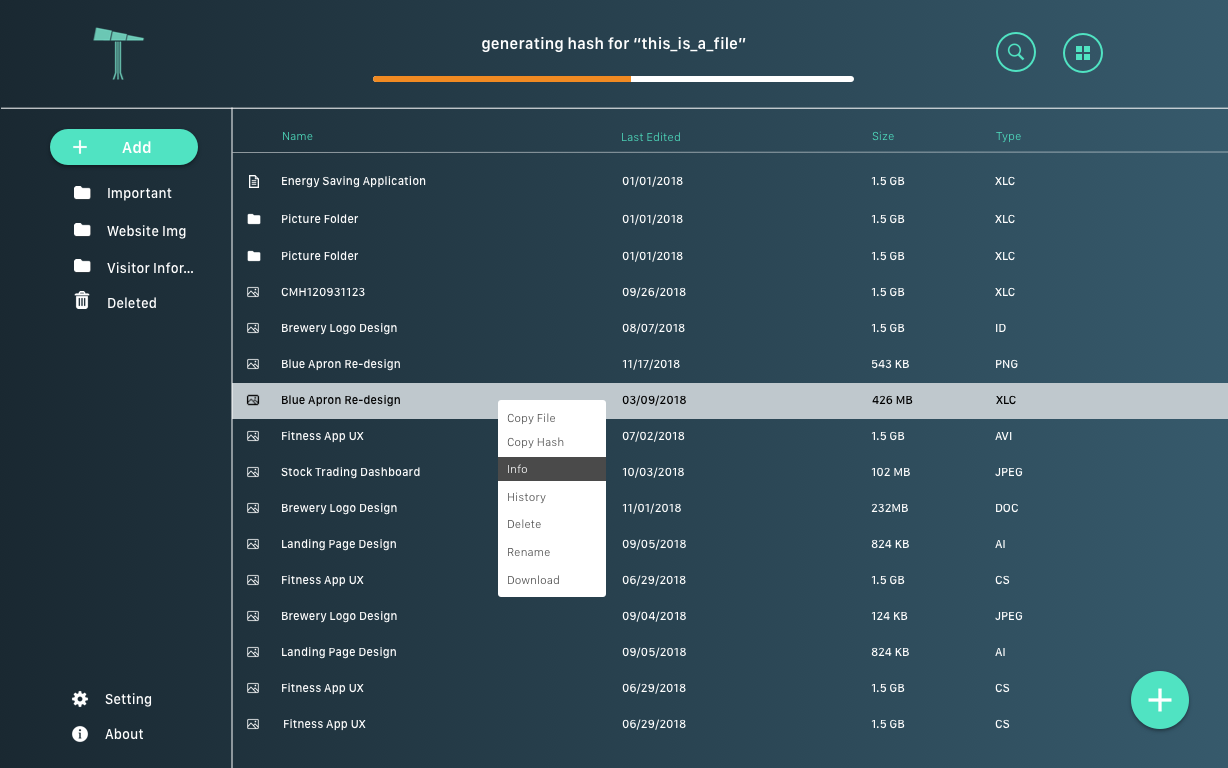 generating hash for “this_is_a_file”
Add
Important
Website Img
Visitor Infor...
Deleted
Setting
About
Name Last Edited Size Type
Energy Saving Application 01/01/2018 1.5 GB XLC
Picture Folder 01/01/2018 1.5 GB XLC
Picture Folder 01/01/2018 1.5 GB XLC
CMH120931123 09/26/2018 1.5 GB XLC
Brewery Logo Design 08/07/2018 1.5 GB ID
Blue Apron Re-design 11/17/2018 543 KB PNG
Blue Apron Re-design 03/09/2018 426 MB XLC
Fitness App UX 07/02/2018 1.5 GB AVI
Stock Trading Dashboard 10/03/2018 102 MB JPEG
Brewery Logo Design 11/01/2018 232MB DOC
Landing Page Design 09/05/2018 824 KB AI
Fitness App UX 06/29/2018 1.5 GB CS
Brewery Logo Design 09/04/2018 124 KB JPEG
Landing Page Design 09/05/2018 824 KB AI
Fitness App UX 06/29/2018 1.5 GB CS
Fitness App UX 06/29/2018 1.5 GB CS
Copy File
Copy Hash
Info
History
Delete
Rename
Download